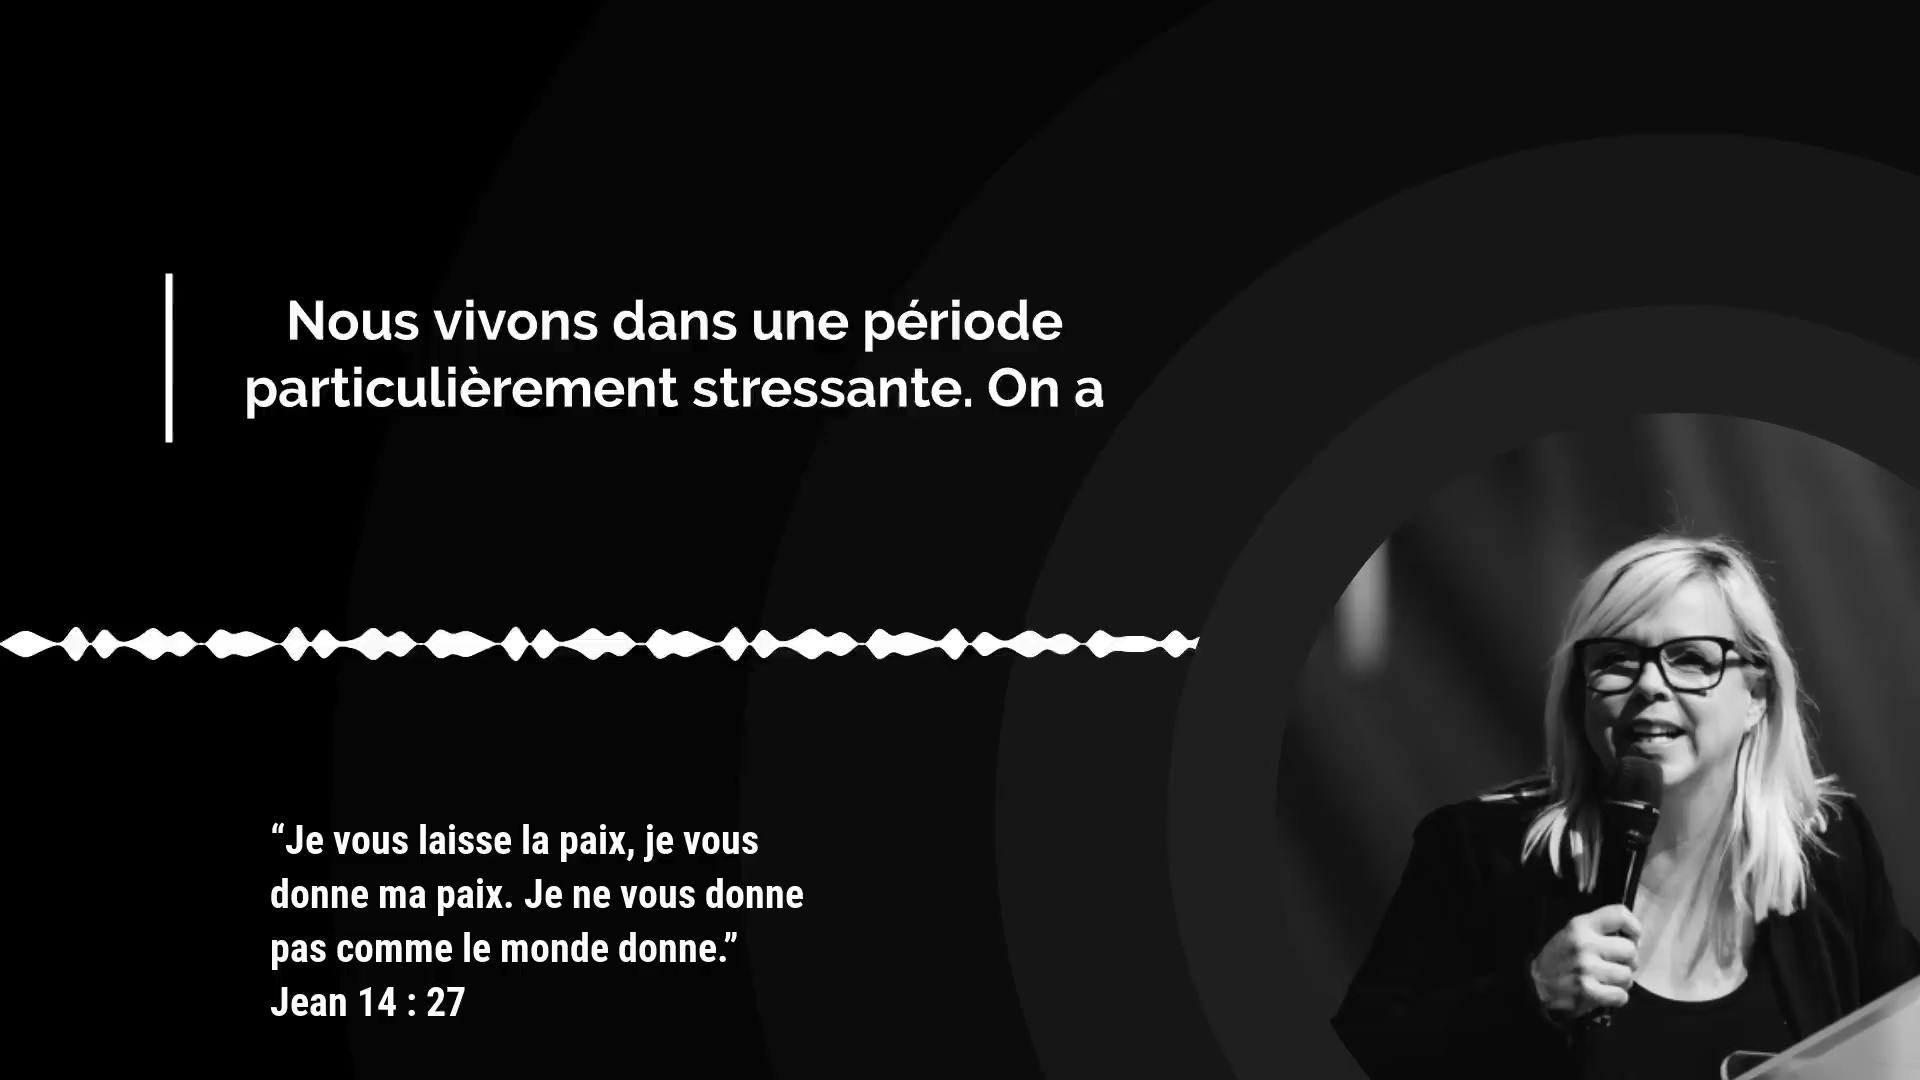 Nous vivons dans une période
particulièrement stressante. On a
“Je vous laisse la paix, je vous
donne ma paix. Je ne vous donne
pas comme le monde donne.”
Jean 14 : 27